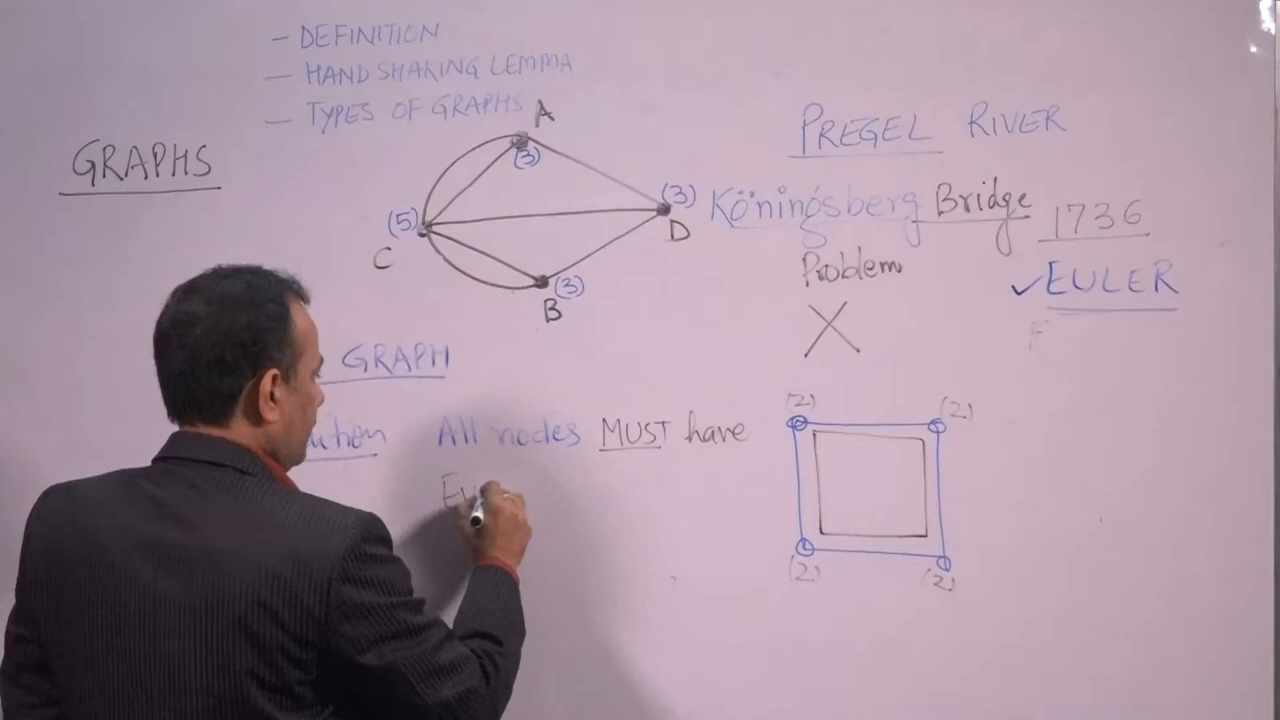 — DEFINITION
— HANDSHAKING LEMMA
— TYPES OF GRAPHS
GRAPHS
A
(3)
(5)
C
(3)
D
(3)
B
PREGEL RIVER
Köningsberg Bridge 1736
Problem
✓EULER
X
GRAPH
ution All nodes MUST have
(2)
(2)
(2)
(2)